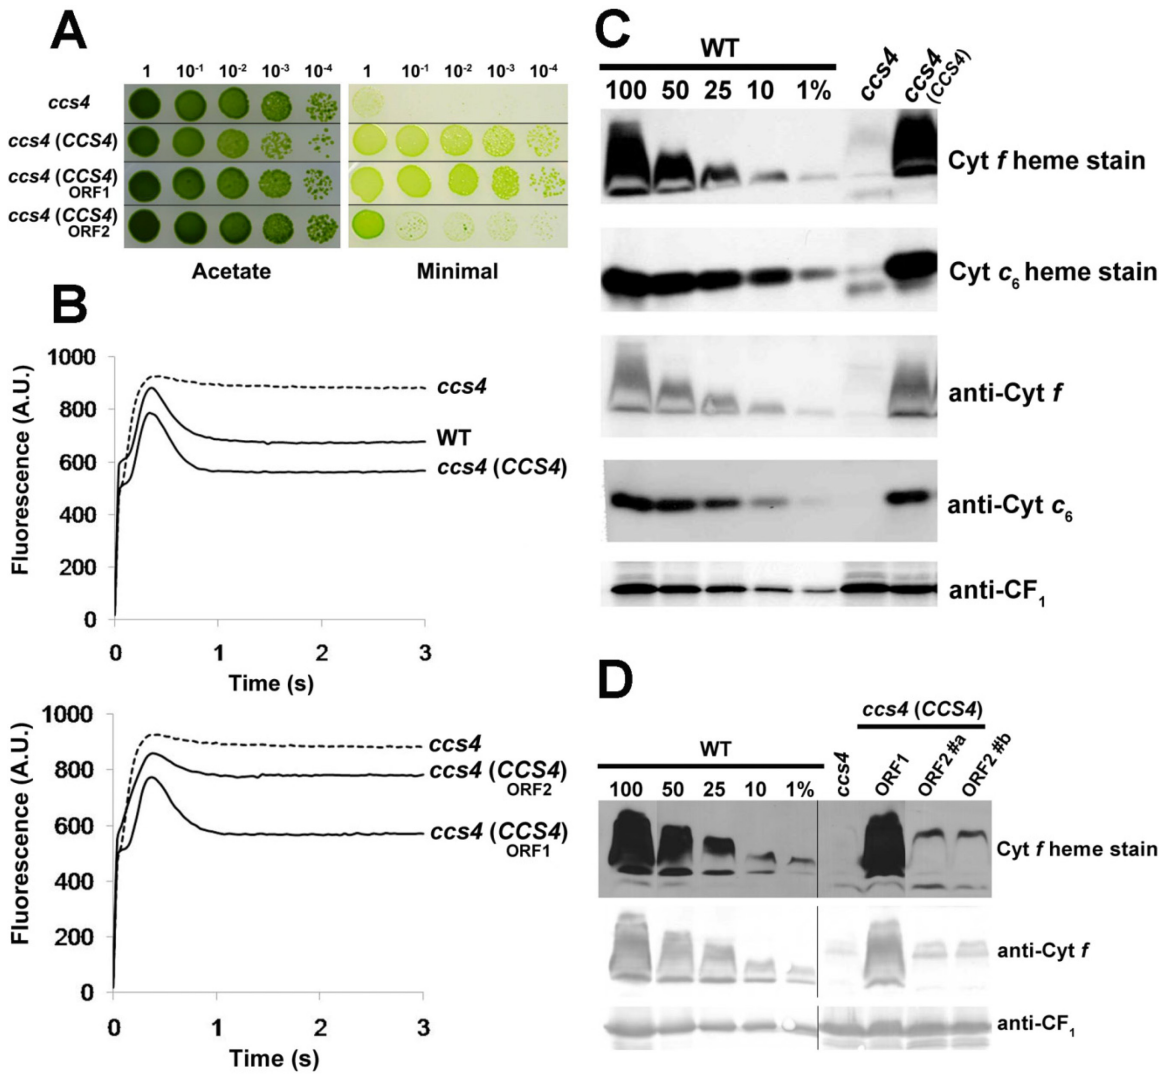 A
1 10⁻¹ 10⁻² 10⁻³ 10⁻⁴ 1 10⁻¹ 10⁻² 10⁻³ 10⁻⁴
ccs4
ccs4 (CCS4)
ccs4 (CCS4)
ORF1
ccs4 (CCS4)
ORF2
Acetate Minimal
B
Fluorescence (A.U.)
1000
800
600
400
200
0
0 1 2 3
Time (s)
ccs4
WT
ccs4 (CCS4)
Fluorescence (A.U.)
1000
800
600
400
200
0
0 1 2 3
Time (s)
ccs4
ccs4 (CCS4)
ORF2
ccs4 (CCS4)
ORF1
C
WT
100 50 25 10 1%
ccs4
ccs4
(CCS4)
Cyt f heme stain
Cyt c₆ heme stain
anti-Cyt f
anti-Cyt c₆
anti-CF₁
D
ccs4 (CCS4)
WT
100 50 25 10 1%
ccs4
ORF1
ORF2 #a
ORF2 #b
Cyt f heme stain
anti-Cyt f
anti-CF₁